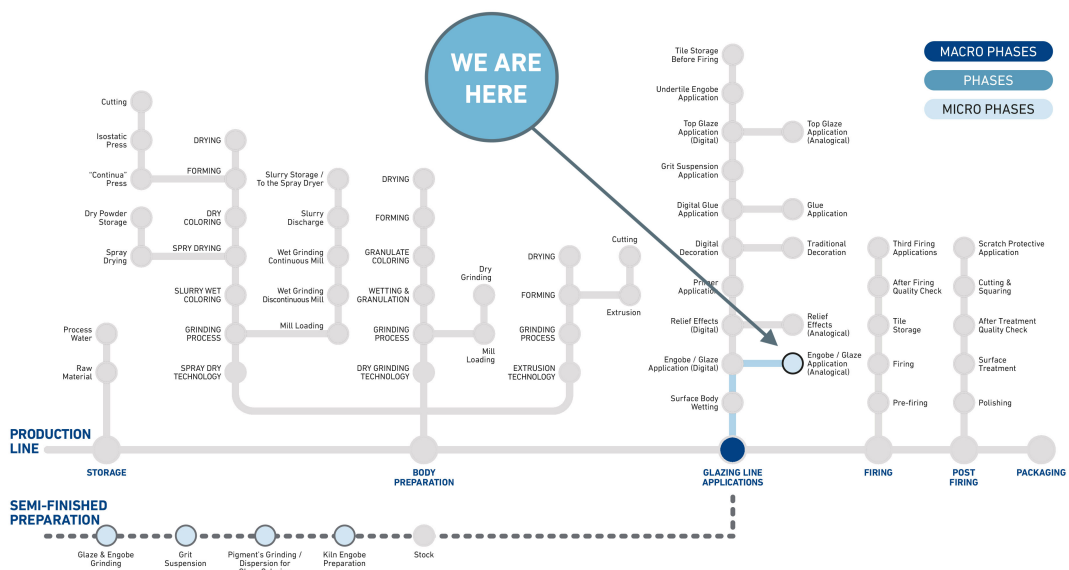 WE ARE
HERE
MACRO PHASES
PHASES
MICRO PHASES
Cutting
Isostatic
Press
"Continua"
Press
Dry Powder
Storage
Spray
Drying
Process
Water
Raw
Material
DRYING
FORMING
DRY
COLORING
SPRY DRYING
SLURRY WET
COLORING
GRINDING
PROCESS
SPRAY DRY
TECHNOLOGY
Slurry Storage /
To the Spray Dryer
Slurry
Discharge
Wet Grinding
Continuous Mill
Wet Grinding
Discontinuous Mill
Mill Loading
DRYING
FORMING
GRANULATE
COLORING
WETTING &
GRANULATION
GRINDING
PROCESS
DRY GRINDING
TECHNOLOGY
Dry
Grinding
Mill
Loading
DRYING
FORMING
GRINDING
PROCESS
EXTRUSION
TECHNOLOGY
Cutting
Extrusion
Tile Storage
Before Firing
Undertile Engobe
Application
Top Glaze
Application
(Digital)
Top Glaze
Application
(Analogical)
Grit Suspension
Application
Digital Glue
Application
Glue
Application
Digital
Decoration
Traditional
Decoration
Primer
Application
Relief Effects
(Digital)
Relief
Effects
(Analogical)
Engobe / Glaze
Application (Digital)
Engobe / Glaze
Application
(Analogical)
Surface Body
Wetting
Third Firing
Applications
After Firing
Quality Check
Tile
Storage
Firing
Pre-firing
Scratch Protective
Application
Cutting &
Squaring
After Treatment
Quality Check
Surface
Treatment
Polishing
PRODUCTION
LINE
STORAGE
BODY
PREPARATION
GLAZING LINE
APPLICATIONS
FIRING
POST
FIRING
PACKAGING
SEMI-FINISHED
PREPARATION
Glaze & Engobe
Grinding
Grit
Suspension
Pigment's Grinding /
Dispersion for
Kiln Engobe
Preparation
Stock